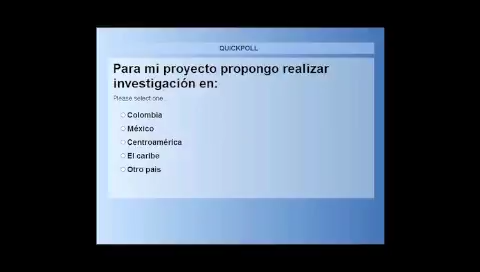 QUICKPOLL
Para mi proyecto propongo realizar
investigación en:
Please select one
Colombia
México
Centroamérica
El caribe
Otro país